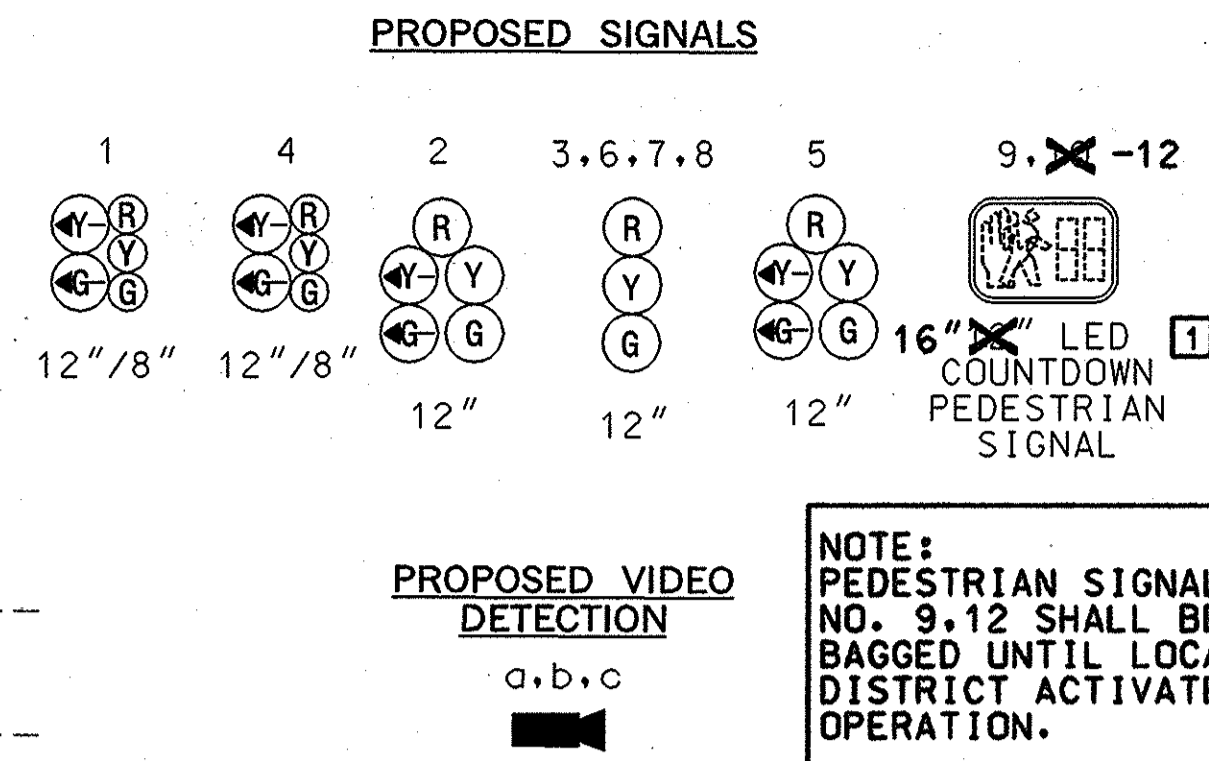 PROPOSED SIGNALS
1 4 2 3,6,7,8 5 9, -12
Y R Y R R R R
Y Y Y Y Y Y Y
G G G G G G G G G
12"/8" 12"/8" 12" 12" 12" 16" " LED 1
COUNTDOWN
PEDESTRIAN
SIGNAL
PROPOSED VIDEO
DETECTION
a,b,c
NOTE:
PEDESTRIAN SIGNAL
NO. 9,12 SHALL BE
BAGGED UNTIL LOCA
DISTRICT ACTIVATE
OPERATION.